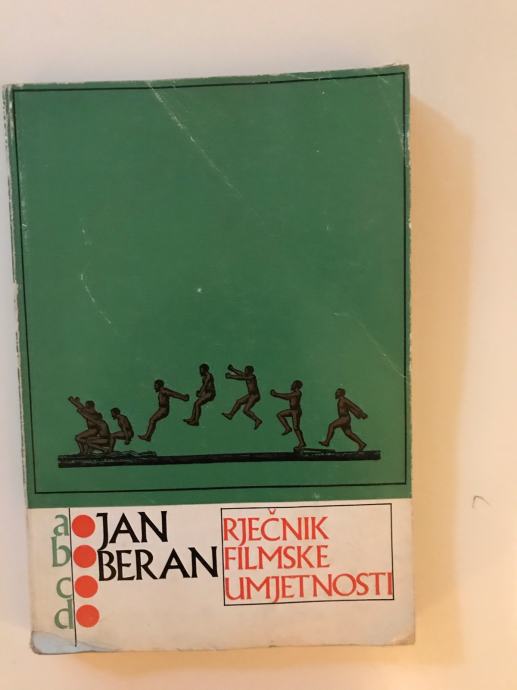 a
b
c
d
JAN
BERAN
RJEČNIK
FILMSKE
UMJETNOSTI